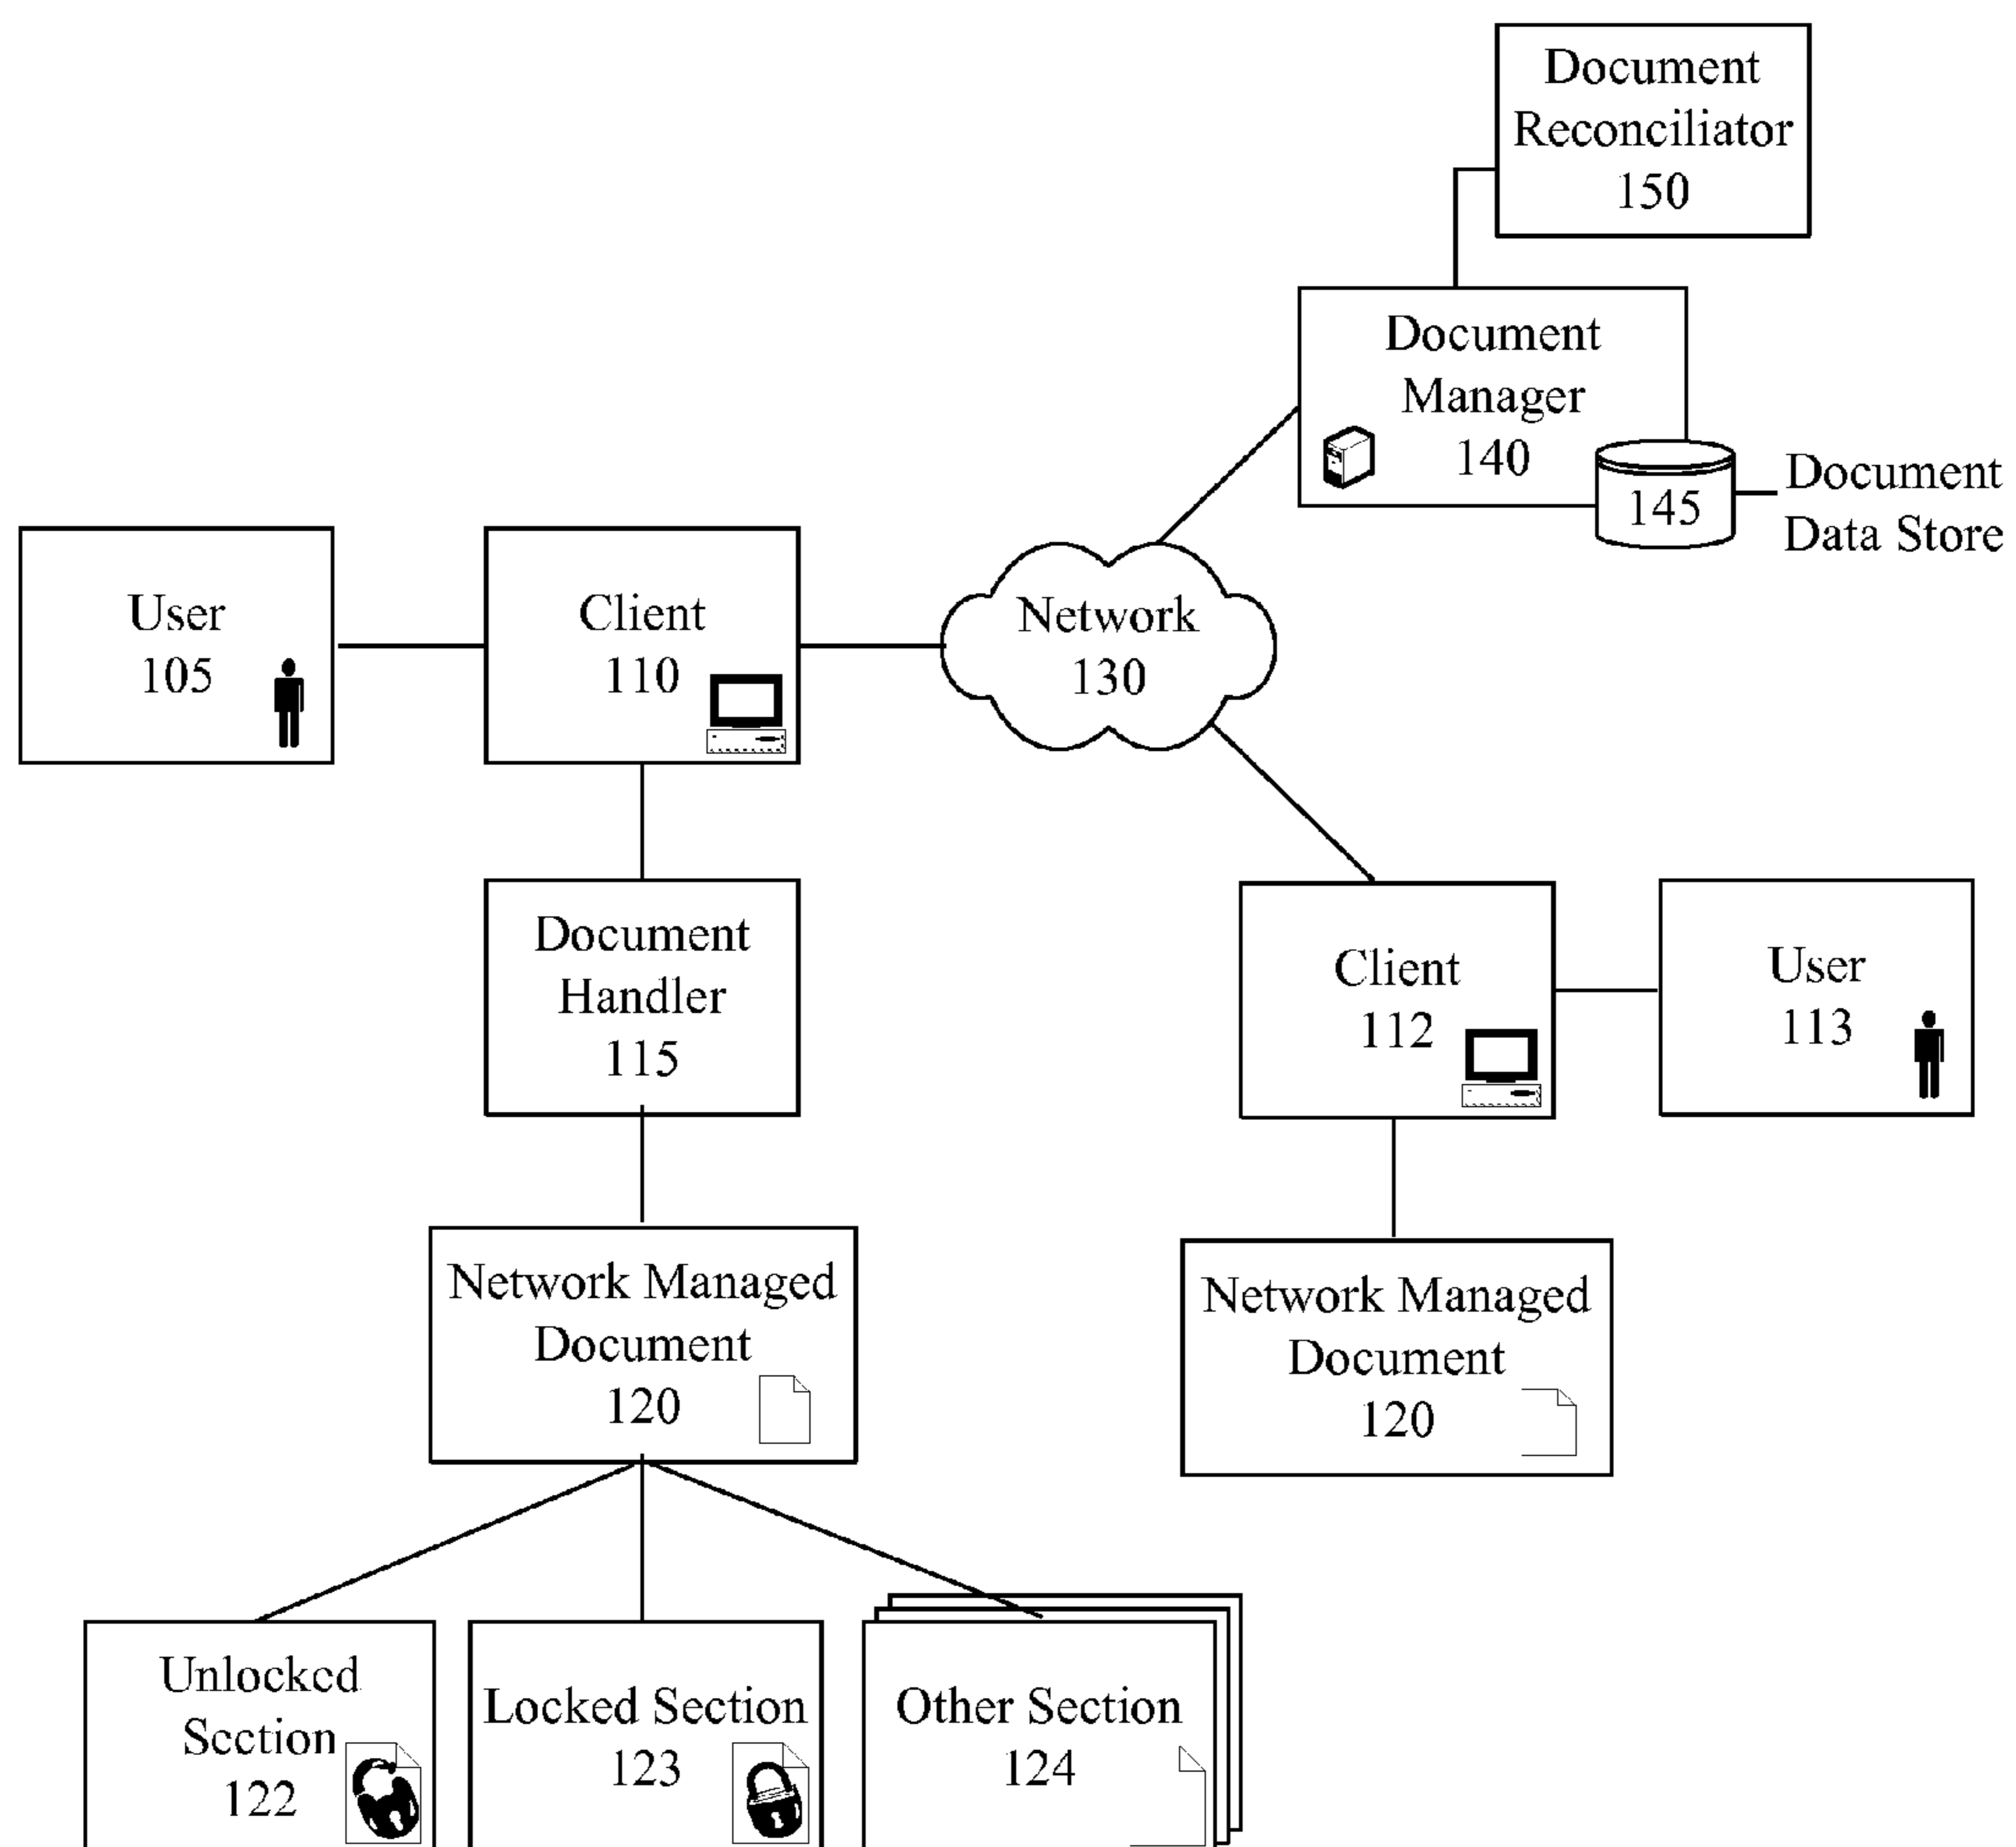 Document
Reconciliator
150
Document
Manager
140
145
Document
Data Store
User
105
Client
110
Network
130
Document
Handler
115
Client
112
User
113
Network Managed
Document
120
Network Managed
Document
120
Unlocked
Section
122
Locked Section
123
Other Section
124